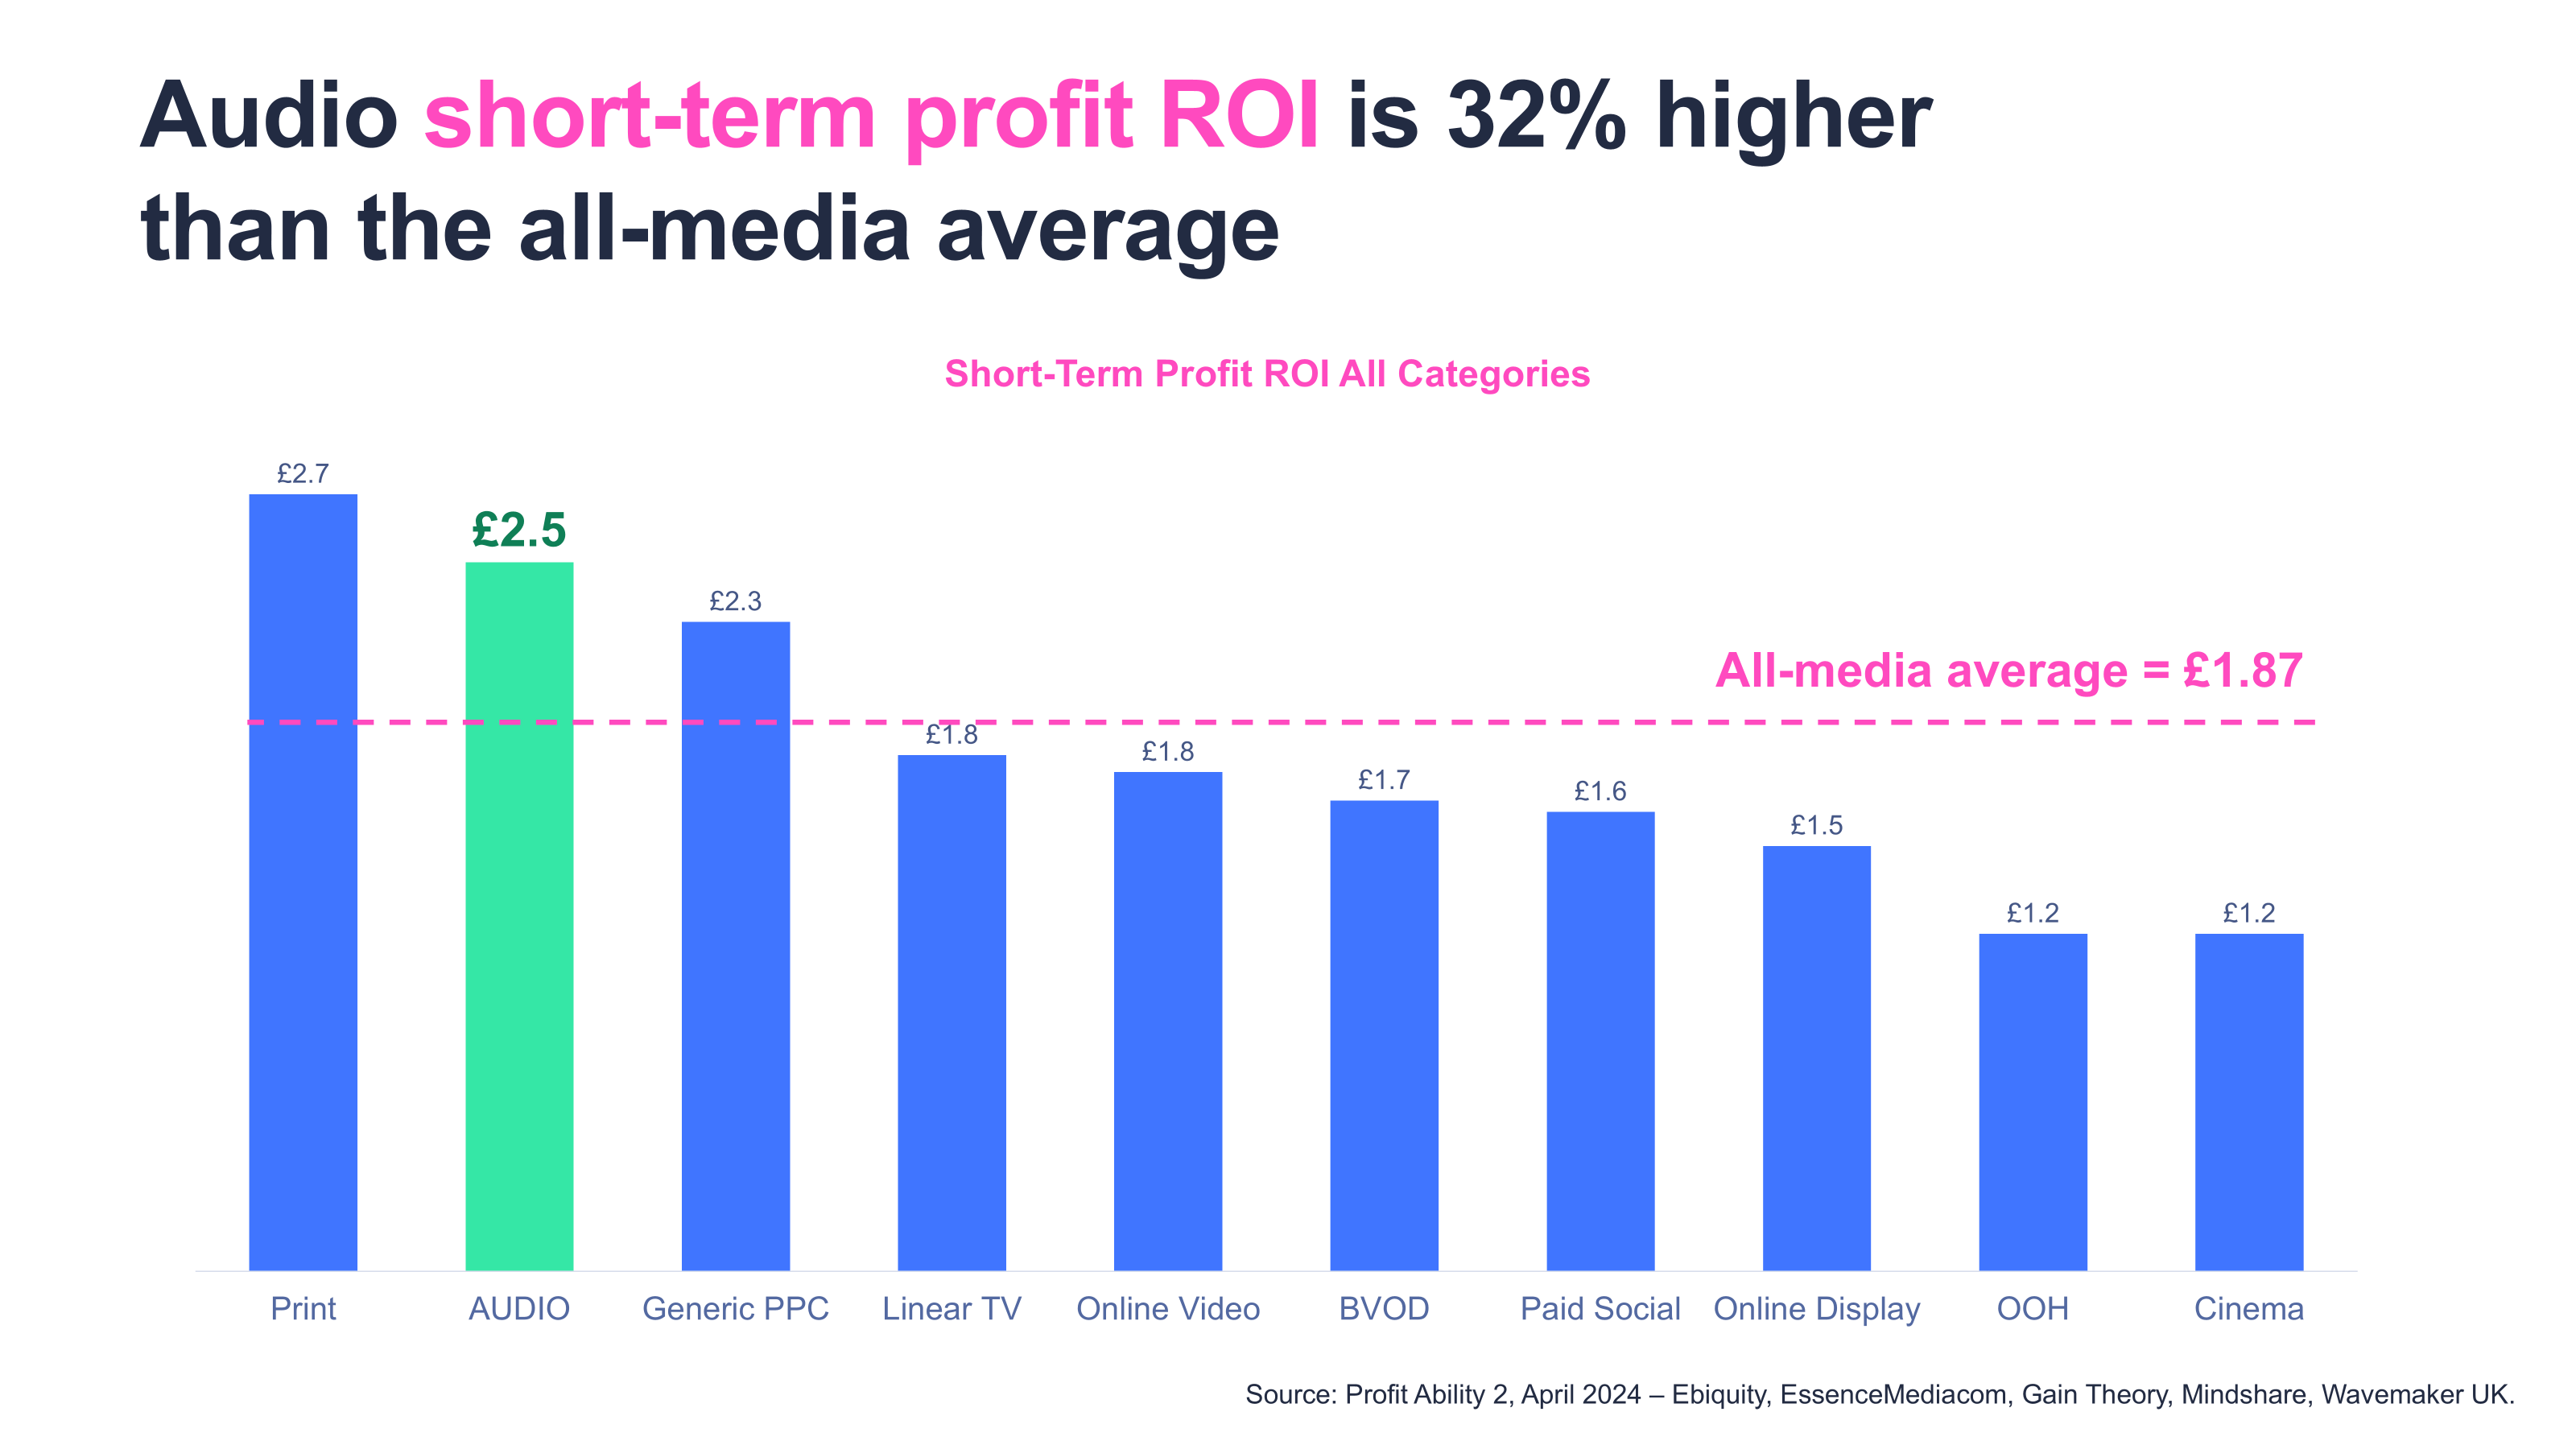 Audio short-term profit ROI is 32% higher
than the all-media average
Short-Term Profit ROI All Categories
£2.7
£2.5
£2.3
All-media average = £1.87
£1.8
£1.8
£1.7
£1.6
£1.5
£1.2
£1.2
Print
AUDIO
Generic PPC
Linear TV
Online Video
BVOD
Paid Social
Online Display
OOH
Cinema
Source: Profit Ability 2, April 2024 – Ebiquity, EssenceMediacom, Gain Theory, Mindshare, Wavemaker UK.